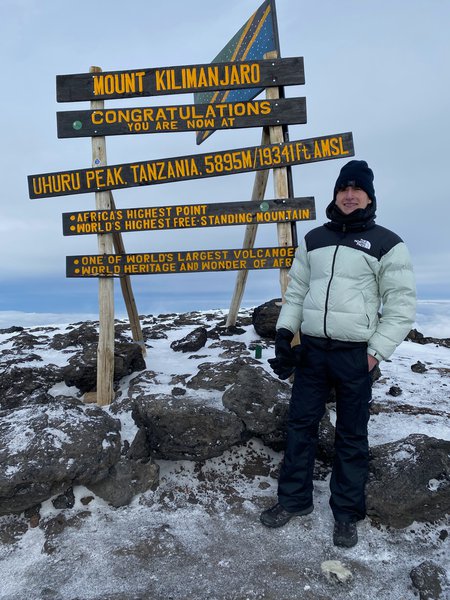 MOUNT KILIMANJARO
CONGRATULATIONS
YOU ARE NOW AT
UHURU PEAK, TANZANIA, 5895M/19341ft. AMSL
• AFRICA'S HIGHEST POINT
• WORLD'S HIGHEST FREE-STANDING MOUNTAIN
• ONE OF WORLD'S LARGEST VOLCANOES
• WORLD HERITAGE AND WONDER OF AFR
THE
NORTH
FACE